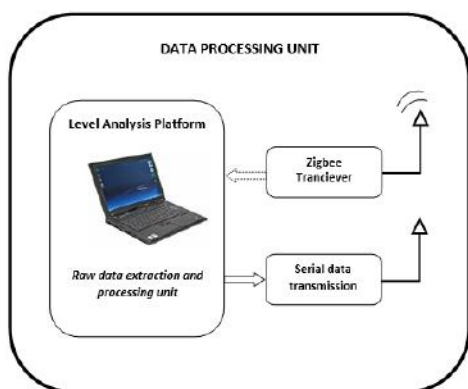 DATA PROCESSING UNIT
Level Analysis Platform
Raw data extraction and
processing unit
Zigbee
Tranciever
Serial data
transmission